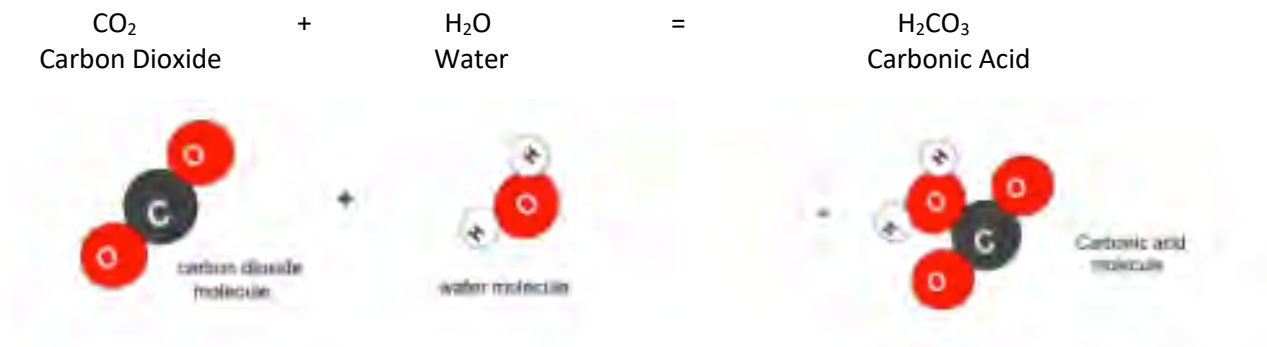 CO₂ + H₂O = H₂CO₃
Carbon Dioxide Water Carbonic Acid
O
C
O
carbon dioxide
molecule
+
H
O
H
water molecule
=
H
O
O
H
C
O
Carbonic acid
molecule